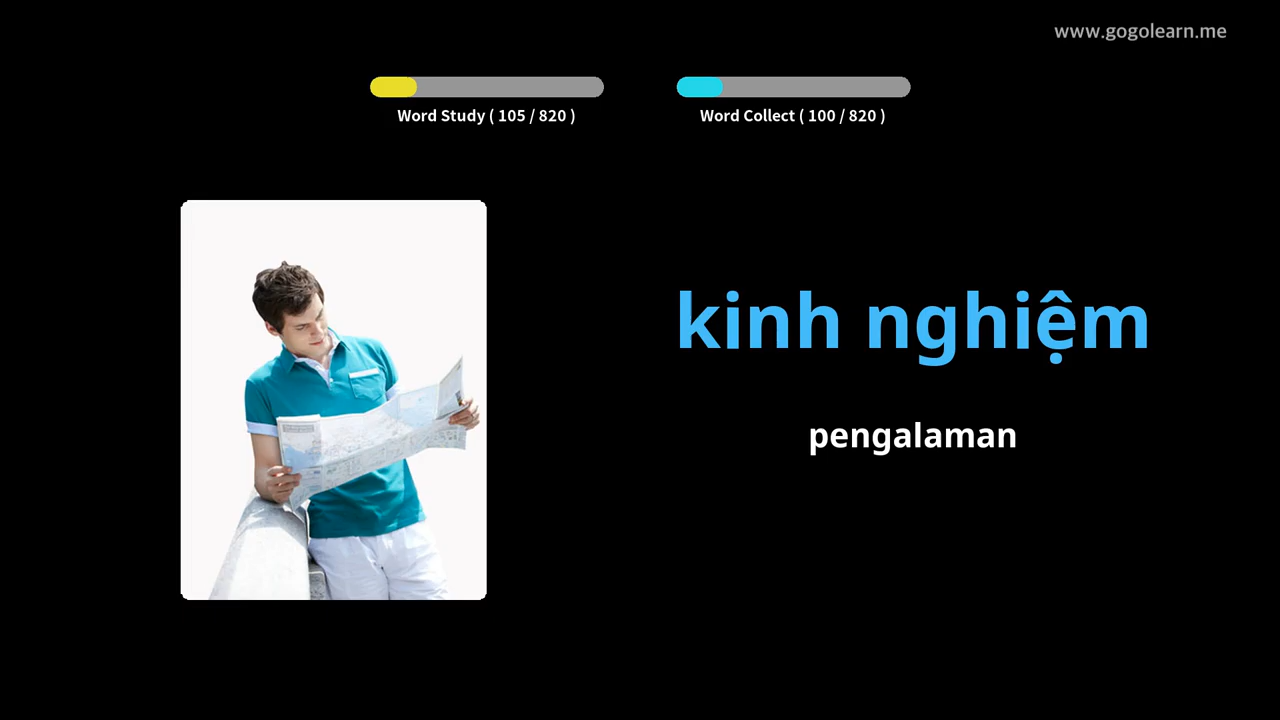 www.gogolearn.me
Word Study ( 105 / 820 )
Word Collect ( 100 / 820 )
kinh nghiệm
pengalaman